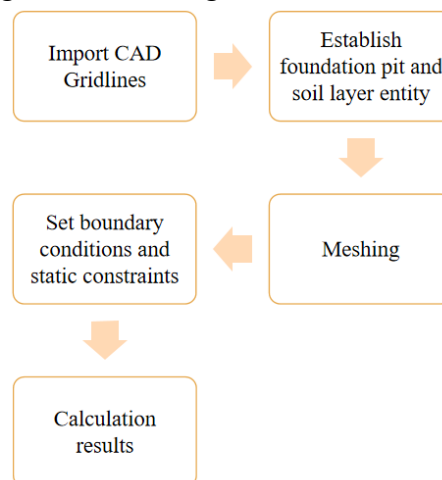 Import CAD
Gridlines
Establish
foundation pit and
soil layer entity
Meshing
Set boundary
conditions and
static constraints
Calculation
results